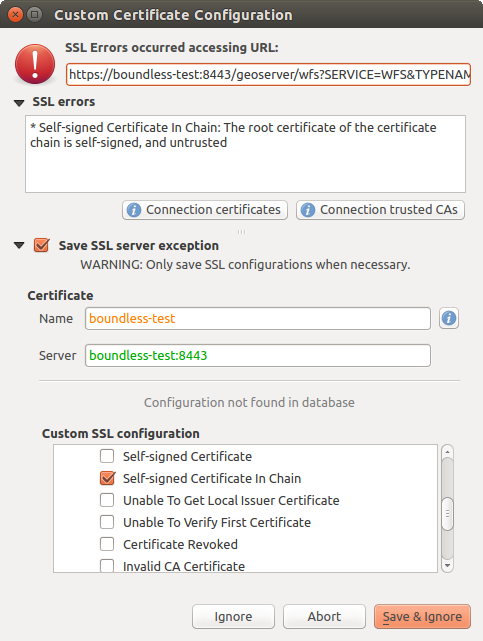 Custom Certificate Configuration
SSL Errors occurred accessing URL:
https://boundless-test:8443/geoserver/wfs?SERVICE=WFS&TYPENAM
SSL errors
* Self-signed Certificate In Chain: The root certificate of the certificate
chain is self-signed, and untrusted
Connection certificates
Connection trusted CAs
Save SSL server exception
WARNING: Only save SSL configurations when necessary.
Certificate
Name boundless-test
Server boundless-test:8443
Configuration not found in database
Custom SSL configuration
Self-signed Certificate
Self-signed Certificate In Chain
Unable To Get Local Issuer Certificate
Unable To Verify First Certificate
Certificate Revoked
Invalid CA Certificate
Ignore
Abort
Save & Ignore